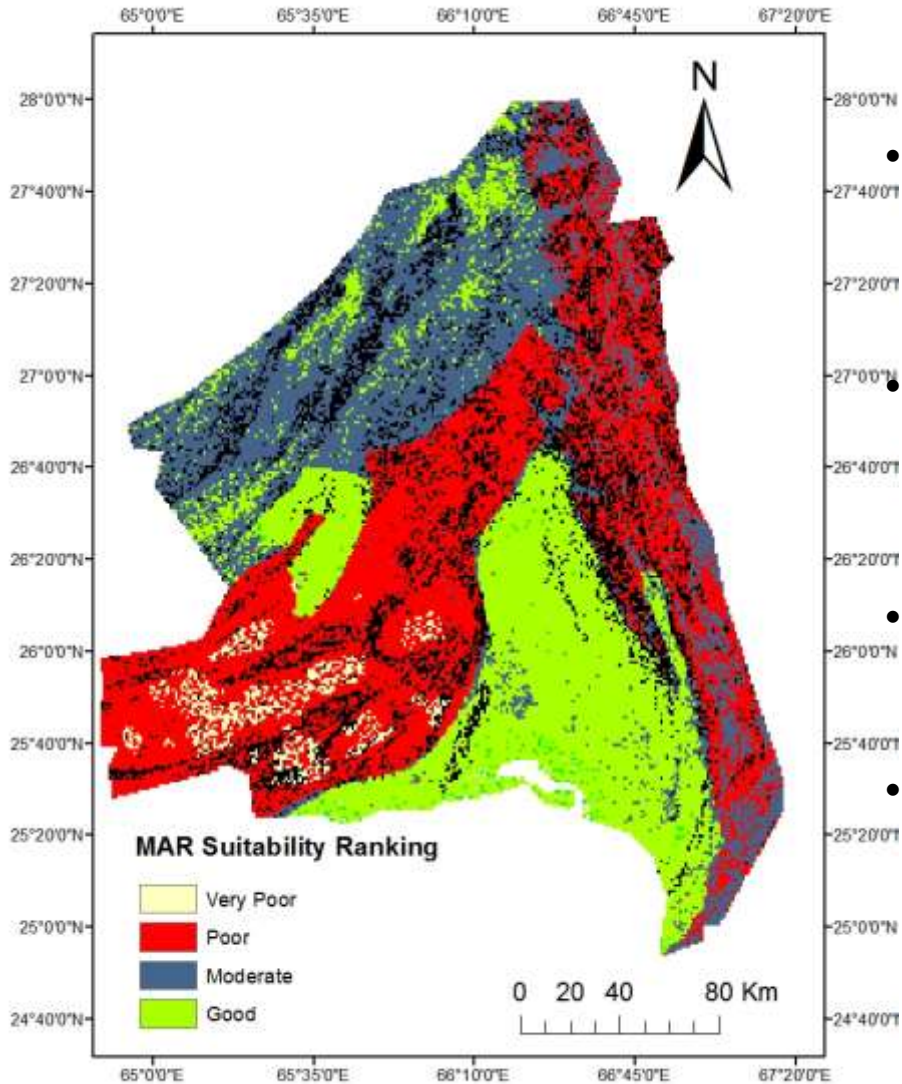 65°0'0"E 65°35'0"E 66°10'0"E 66°45'0"E 67°20'0"E
N
28°0'0"N 28°0'0"N
27°40'0"N 27°40'0"N
27°20'0"N 27°20'0"N
27°0'0"N 27°0'0"N
26°40'0"N 26°40'0"N
26°20'0"N 26°20'0"N
26°0'0"N 26°0'0"N
25°40'0"N 25°40'0"N
25°20'0"N 25°20'0"N
MAR Suitability Ranking
Very Poor
25°0'0"N 25°0'0"N
Poor
Moderate
Good
0 20 40 80 Km
24°40'0"N 24°40'0"N
65°0'0"E 65°35'0"E 66°10'0"E 66°45'0"E 67°20'0"E